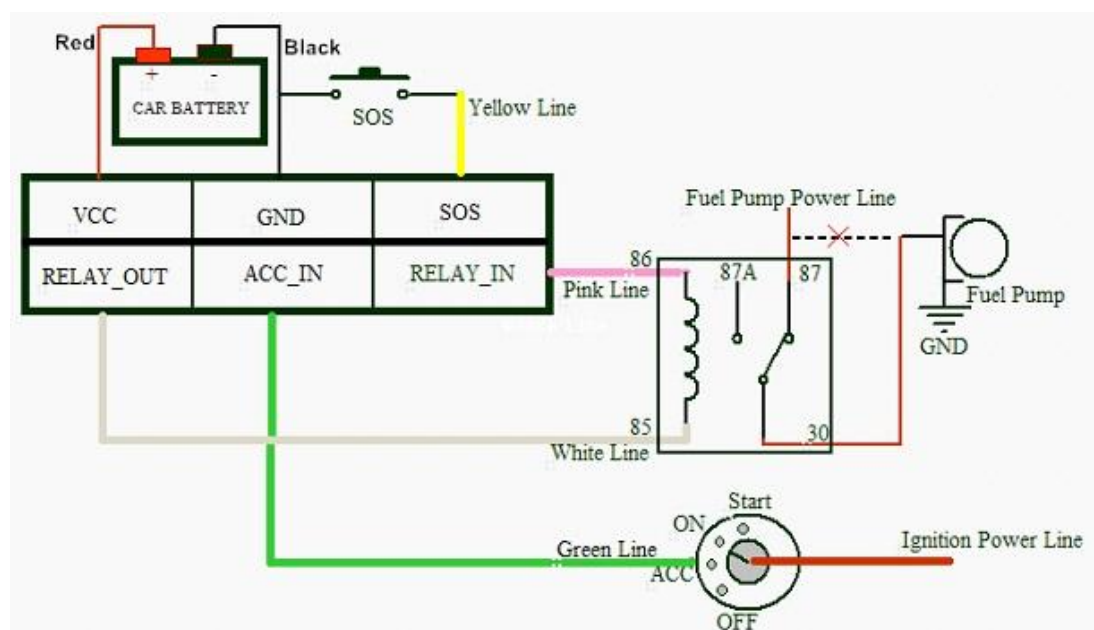 Red
Black
+ -
CAR BATTERY
SOS
Yellow Line
VCC
GND
SOS
RELAY_OUT
ACC_IN
RELAY_IN
Fuel Pump Power Line
86
87A
87
Pink Line
Fuel Pump
GND
85
30
White Line
Start
ON
Green Line
ACC
Ignition Power Line
OFF